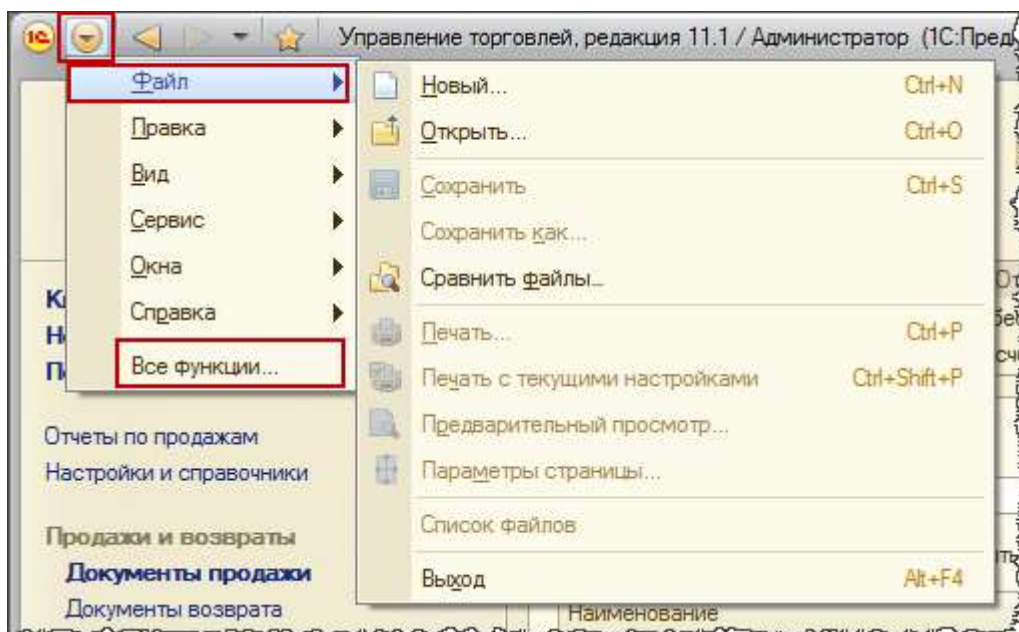 1С Управление торговлей, редакция 11.1 / Администратор (1С:Пред
Файл
Правка
Вид
Сервис
Окна
Справка
Все функции...
Новый... Ctrl+N
Открыть... Ctrl+O
Сохранить Ctrl+S
Сохранить как...
Сравнить файлы...
Печать... Ctrl+P
Печать с текущими настройками Ctrl+Shift+P
Предварительный просмотр...
Параметры страницы...
Список файлов
Выход Alt+F4
Отчеты по продажам
Настройки и справочники
Продажи и возвраты
Документы продажи
Документы возврата
Наименование